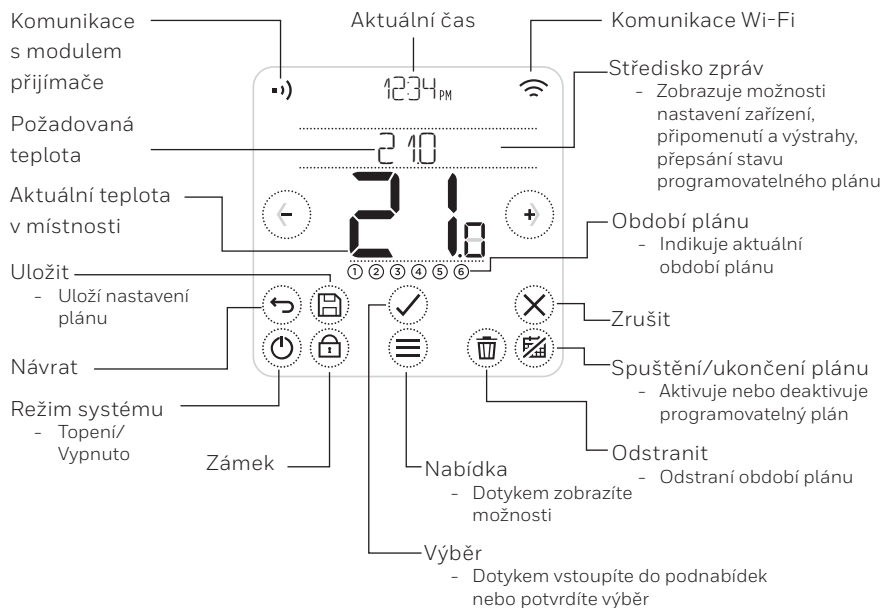 Komunikace
s modulem
přijímače
Aktuální čas
Komunikace Wi-Fi
12:34 PM
Středisko zpráv
- Zobrazuje možnosti
nastavení zařízení,
připomenutí a výstrahy,
přepsání stavu
programovatelného plánu
Požadovaná
teplota
21.0
Aktuální teplota
v místnosti
21.0
Období plánu
- Indikuje aktuální
období plánu
1 2 3 4 5 6
Uložit
- Uloží nastavení
plánu
Zrušit
Návrat
Spuštění/ukončení plánu
- Aktivuje nebo deaktivuje
programovatelný plán
Režim systému
- Topení/
Vypnuto
Zámek
Odstranit
- Odstraní období plánu
Nabídka
- Dotykem zobrazíte
možnosti
Výběr
- Dotykem vstoupíte do podnabídek
nebo potvrdíte výběr